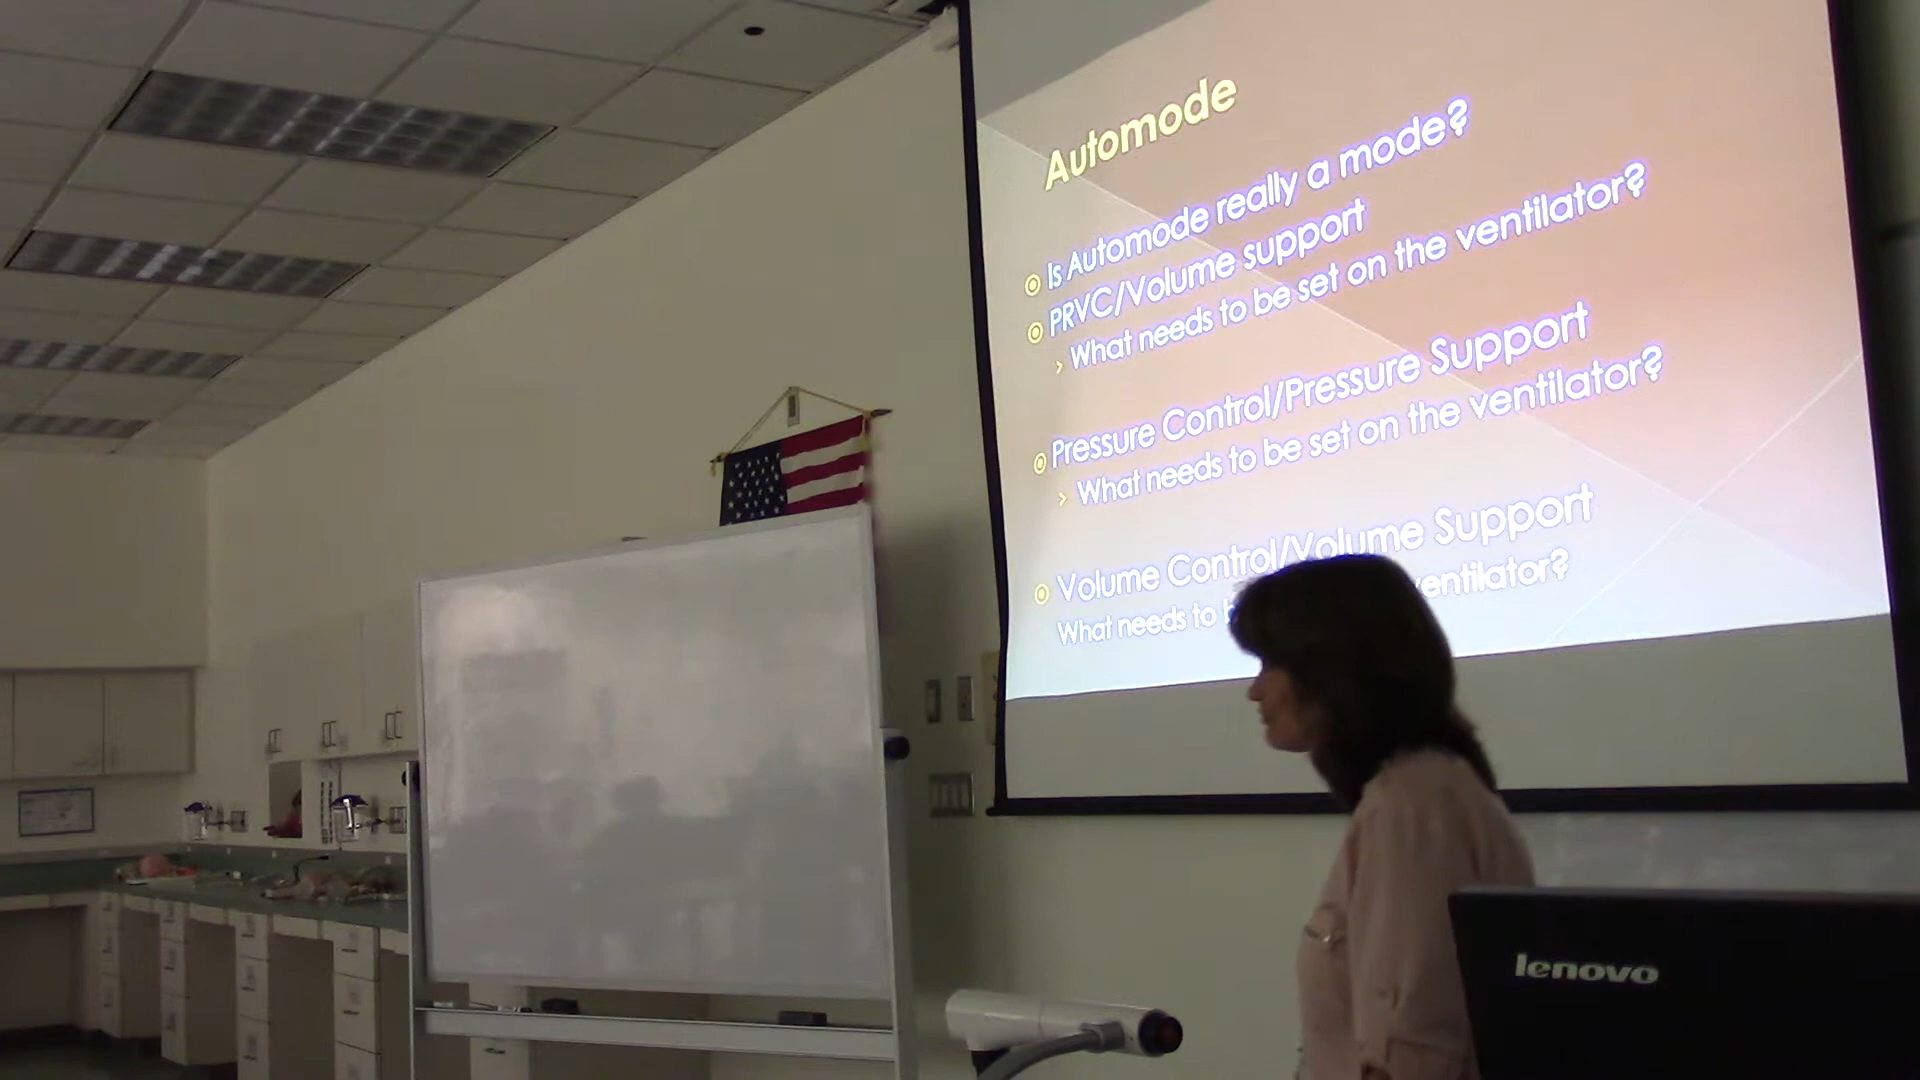 Automode
Is Automode really a mode?
PRVC/Volume support
What needs to be set on the ventilator?
Pressure Control/Pressure Support
What needs to be set on the ventilator?
Volume Control/Volume Support
What needs to ventilator?
lenovo